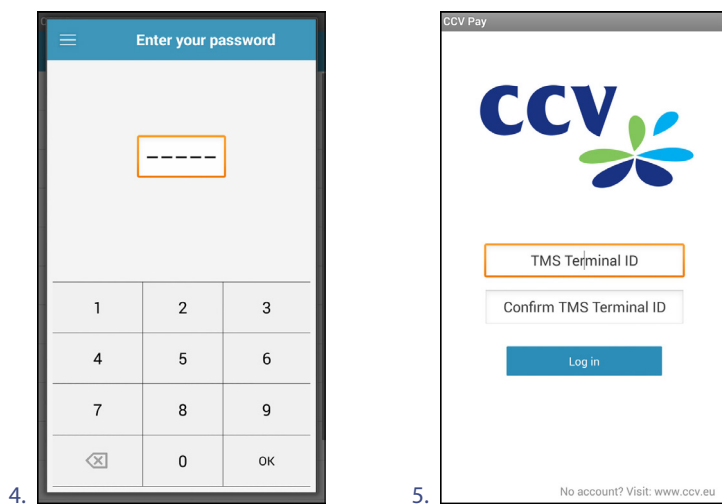 Enter your password
1 2 3
4 5 6
7 8 9
0 OK
4.
CCV Pay
CCV
TMS Terminal ID
Confirm TMS Terminal ID
Log in
No account? Visit: www.ccv.eu
5.